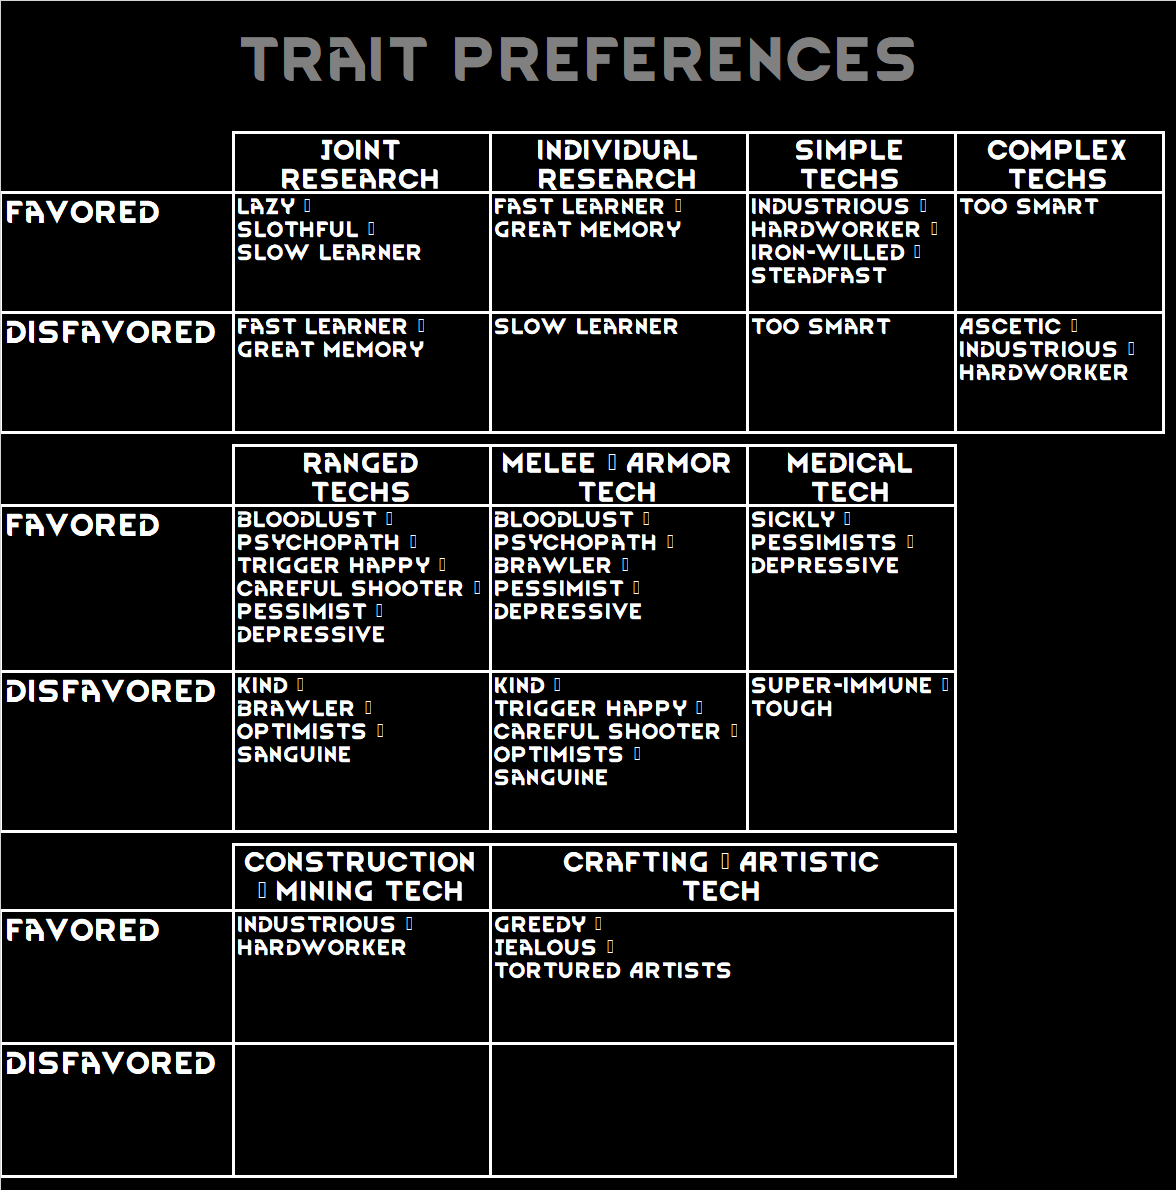 TRAIT PREFERENCES
JOINT RESEARCH
INDIVIDUAL RESEARCH
SIMPLE TECHS
COMPLEX TECHS
FAVORED
LAZY ▯
SLOTHFUL ▯
SLOW LEARNER
FAST LEARNER ▯
GREAT MEMORY
INDUSTRIOUS ▯
HARDWORKER ▯
IRON-WILLED ▯
STEADFAST
TOO SMART
DISFAVORED
FAST LEARNER ▯
GREAT MEMORY
SLOW LEARNER
TOO SMART
ASCETIC ▯
INDUSTRIOUS ▯
HARDWORKER
RANGED TECHS
MELEE ▯ ARMOR TECH
MEDICAL TECH
FAVORED
BLOODLUST ▯
PSYCHOPATH ▯
TRIGGER HAPPY ▯
CAREFUL SHOOTER ▯
PESSIMIST ▯
DEPRESSIVE
BLOODLUST ▯
PSYCHOPATH ▯
BRAWLER ▯
PESSIMIST ▯
DEPRESSIVE
SICKLY ▯
PESSIMISTS ▯
DEPRESSIVE
DISFAVORED
KIND ▯
BRAWLER ▯
OPTIMISTS ▯
SANGUINE
KIND ▯
TRIGGER HAPPY ▯
CAREFUL SHOOTER ▯
OPTIMISTS ▯
SANGUINE
SUPER-IMMUNE ▯
TOUGH
CONSTRUCTION
▯ MINING TECH
CRAFTING ▯ ARTISTIC
TECH
FAVORED
INDUSTRIOUS ▯
HARDWORKER
GREEDY ▯
JEALOUS ▯
TORTURED ARTISTS
DISFAVORED